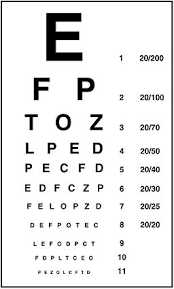 E 1 20/200
F P 2 20/100
T O Z 3 20/70
L P E D 4 20/50
P E C F D 5 20/40
E D F C Z P 6 20/30
F E L O P Z D 7 20/25
D E F P O T E C 8 20/20
L E F O D P C T 9
F D P L T C E O 10
P E Z O L C F T D 11